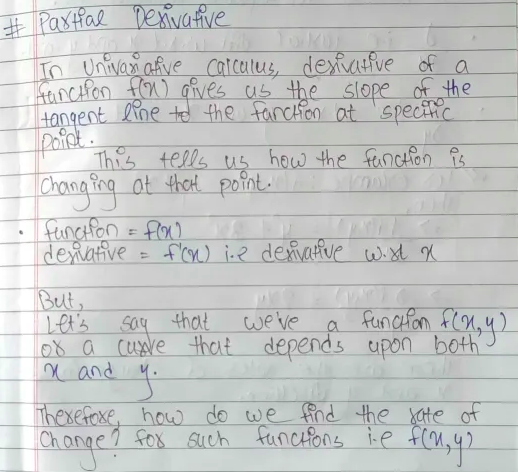 # Partial Derivative
In Univariative calculus, derivative of a
function f(x) gives us the slope of the
tangent line to the function at specific
point.
This tells us how the function is
Changing at that point.
• function = f(x)
derivative = f'(x) i.e derivative w.rt x
But,
Let's say that we've a function f(x,y)
or a curve that depends upon both
x and y.
Therefore, how do we find the rate of
Change? for such functions i.e f(x,y)